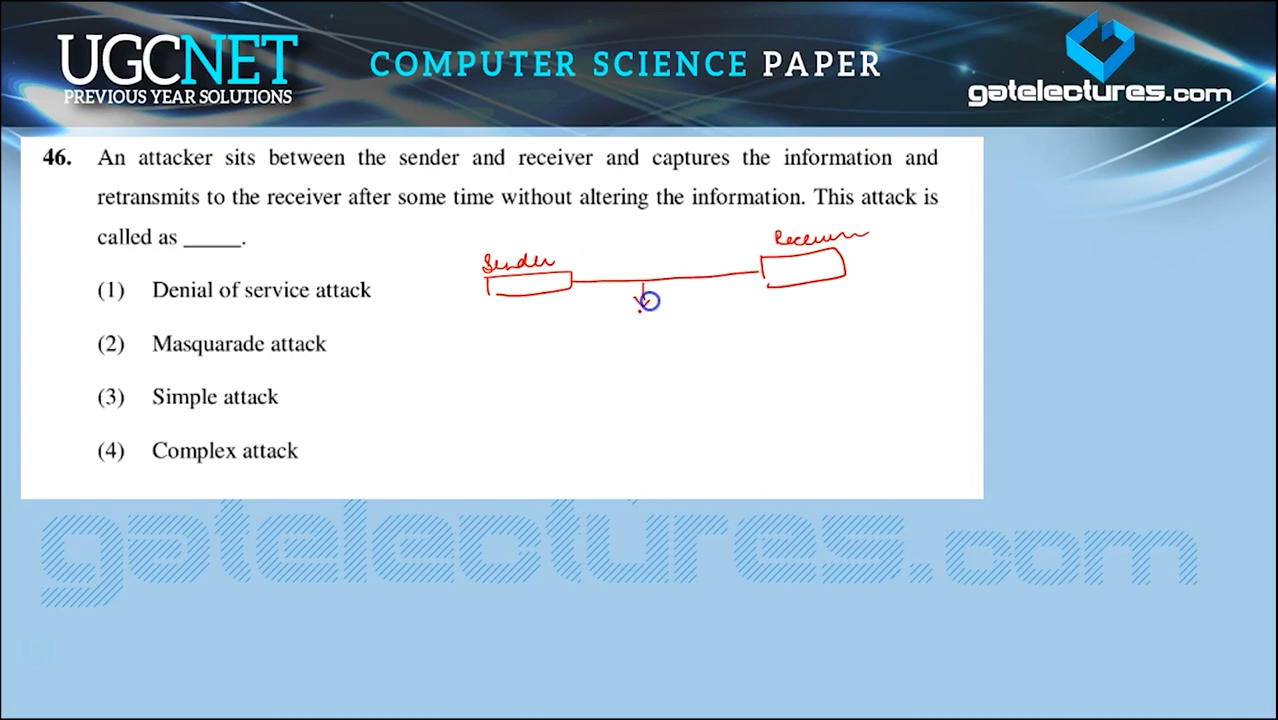 UGCNET
PREVIOUS YEAR SOLUTIONS
COMPUTER SCIENCE PAPER
gatelectures.com
46. An attacker sits between the sender and receiver and captures the information and
retransmits to the receiver after some time without altering the information. This attack is
called as _____.
Sender
Receiver
(1) Denial of service attack
(2) Masquarade attack
(3) Simple attack
(4) Complex attack
gatelectures.com